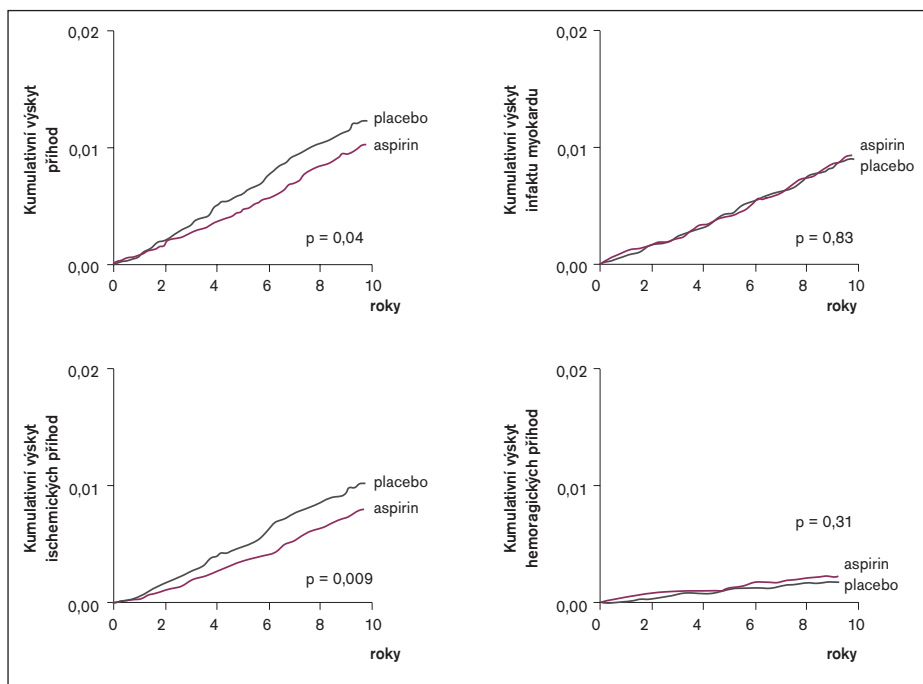 Kumulativní výskyt
příhod
0,02
0,01
0,00
placebo
aspirin
p = 0,04
0 2 4 6 8 10
roky
Kumulativní výskyt
infaktu myokardu
0,02
0,01
0,00
aspirin
placebo
p = 0,83
0 2 4 6 8 10
roky
Kumulativní výskyt
ischemických příhod
0,02
0,01
0,00
placebo
aspirin
p = 0,009
0 2 4 6 8 10
roky
Kumulativní výskyt
hemoragických příhod
0,02
0,01
0,00
p = 0,31
aspirin
placebo
0 2 4 6 8 10
roky